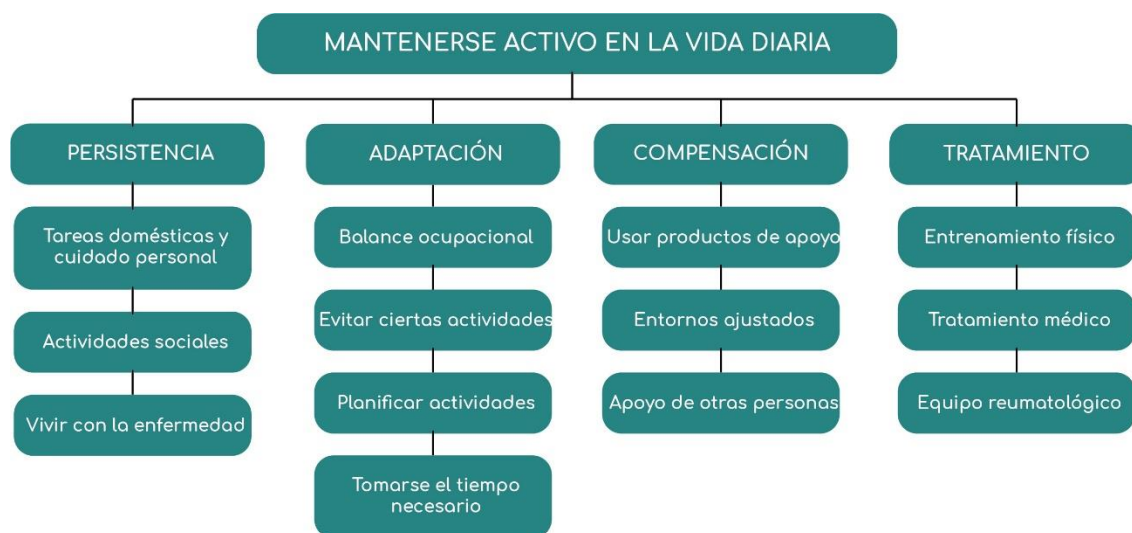 MANTENERSE ACTIVO EN LA VIDA DIARIA
PERSISTENCIA
Tareas domésticas y
cuidado personal
Actividades sociales
Vivir con la enfermedad
ADAPTACIÓN
Balance ocupacional
Evitar ciertas actividades
Planificar actividades
Tomarse el tiempo
necesario
COMPENSACIÓN
Usar productos de apoyo
Entornos ajustados
Apoyo de otras personas
TRATAMIENTO
Entrenamiento físico
Tratamiento médico
Equipo reumatológico